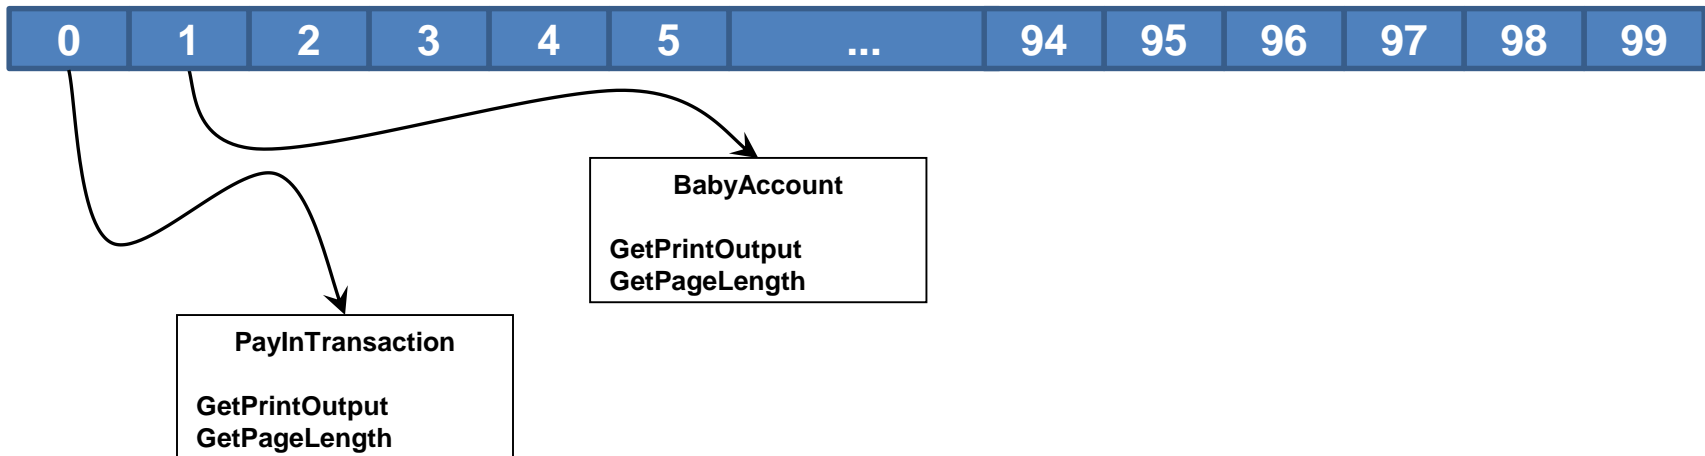 0 1 2 3 4 5 ... 94 95 96 97 98 99
BabyAccount
GetPrintOutput
GetPageLength
PayInTransaction
GetPrintOutput
GetPageLength